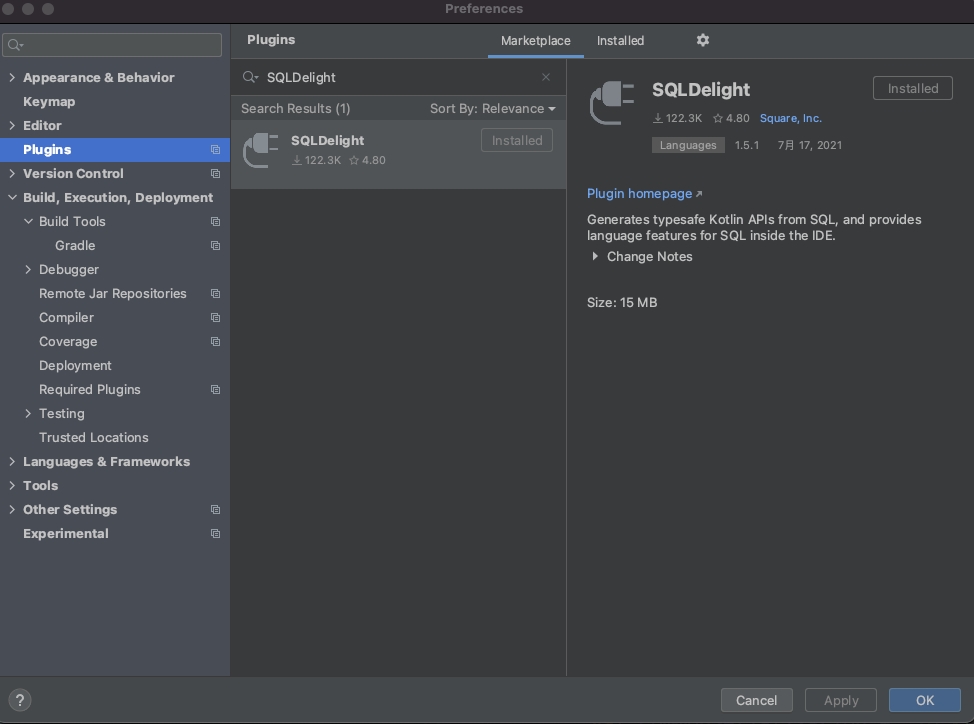 Preferences
Plugins
Marketplace
Installed
Appearance & Behavior
Keymap
Editor
Plugins
Version Control
Build, Execution, Deployment
Build Tools
Gradle
Debugger
Remote Jar Repositories
Compiler
Coverage
Deployment
Required Plugins
Testing
Trusted Locations
Languages & Frameworks
Tools
Other Settings
Experimental
SQLDelight
Search Results (1)
Sort By: Relevance
SQLDelight
Installed
122.3K 4.80
SQLDelight
Installed
122.3K 4.80 Square, Inc.
Languages 1.5.1 7月 17, 2021
Plugin homepage
Generates typesafe Kotlin APIs from SQL, and provides
language features for SQL inside the IDE.
Change Notes
Size: 15 MB
?
Cancel
Apply
OK